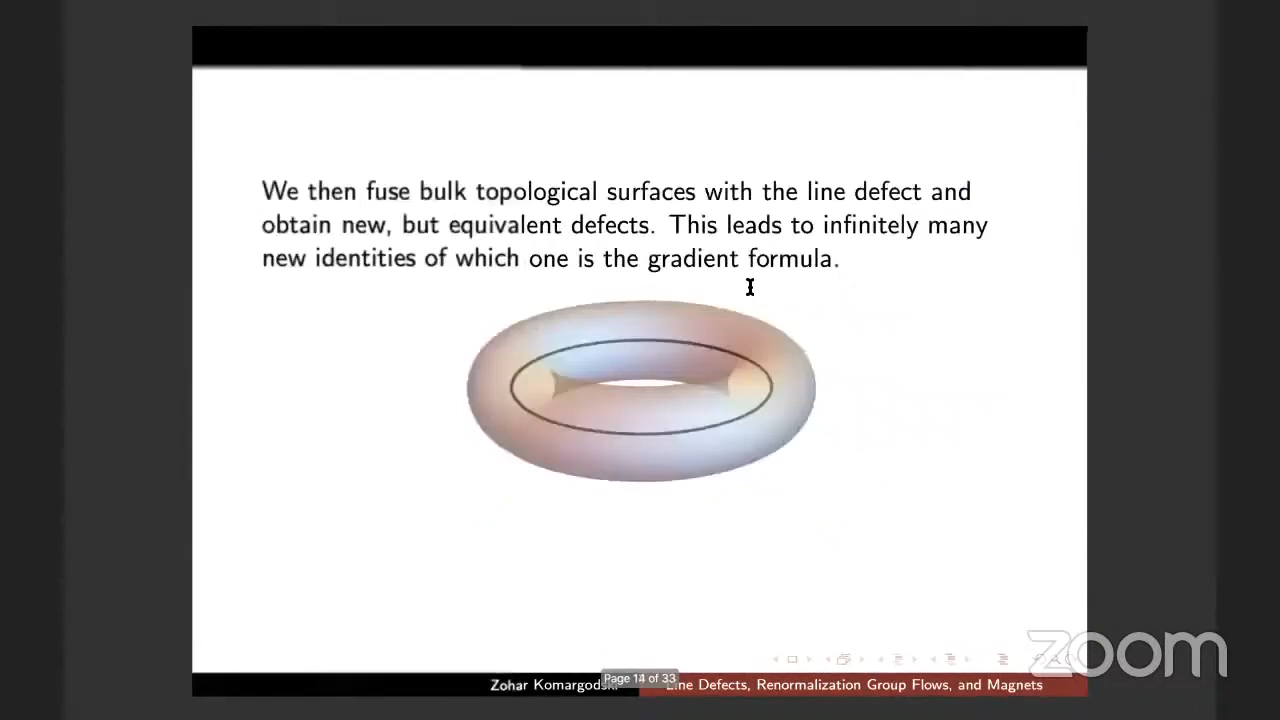 We then fuse bulk topological surfaces with the line defect and
obtain new, but equivalent defects. This leads to infinitely many
new identities of which one is the gradient formula.
zoom
Zohar Komargodski
Page 14 of 33
Line Defects, Renormalization Group Flows, and Magnets